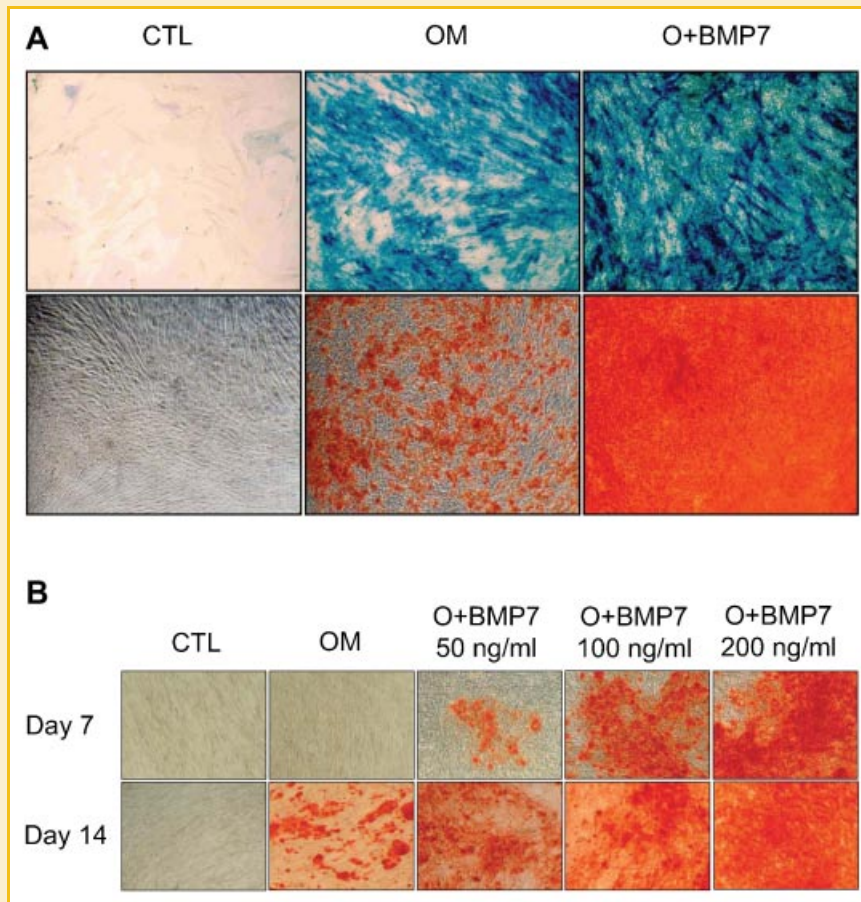 A
CTL OM O+BMP7
B
CTL OM O+BMP7 50 ng/ml O+BMP7 100 ng/ml O+BMP7 200 ng/ml
Day 7
Day 14